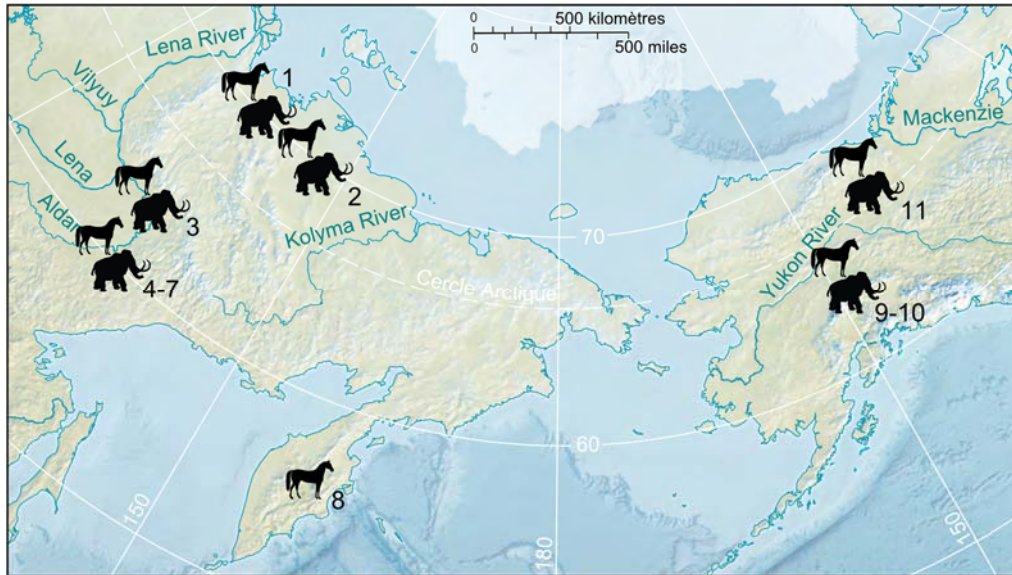 0 500 kilomètres
0 500 miles
Lena River
Vilyuy
Lena
Aldan
Kolyma River
Cercle Arctique
Yukon River
Mackenzie
1
2
3
4-7
8
9-10
11
70
60
150
180
150